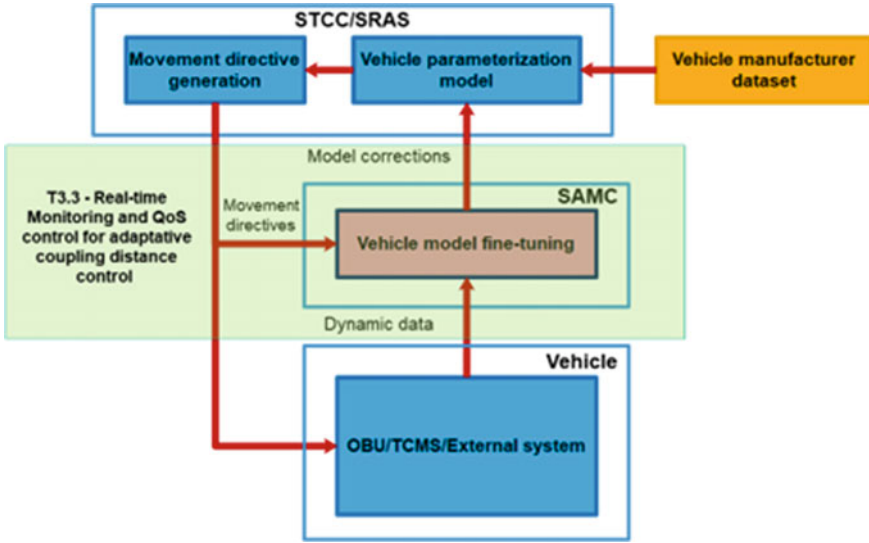 STCC/SRAS
Movement directive
generation
Vehicle parameterization
model
Vehicle manufacturer
dataset
Model corrections
T3.3 - Real-time
Monitoring and QoS
control for adaptative
coupling distance
control
Movement
directives
SAMC
Vehicle model fine-tuning
Dynamic data
Vehicle
OBU/TCMS/External system